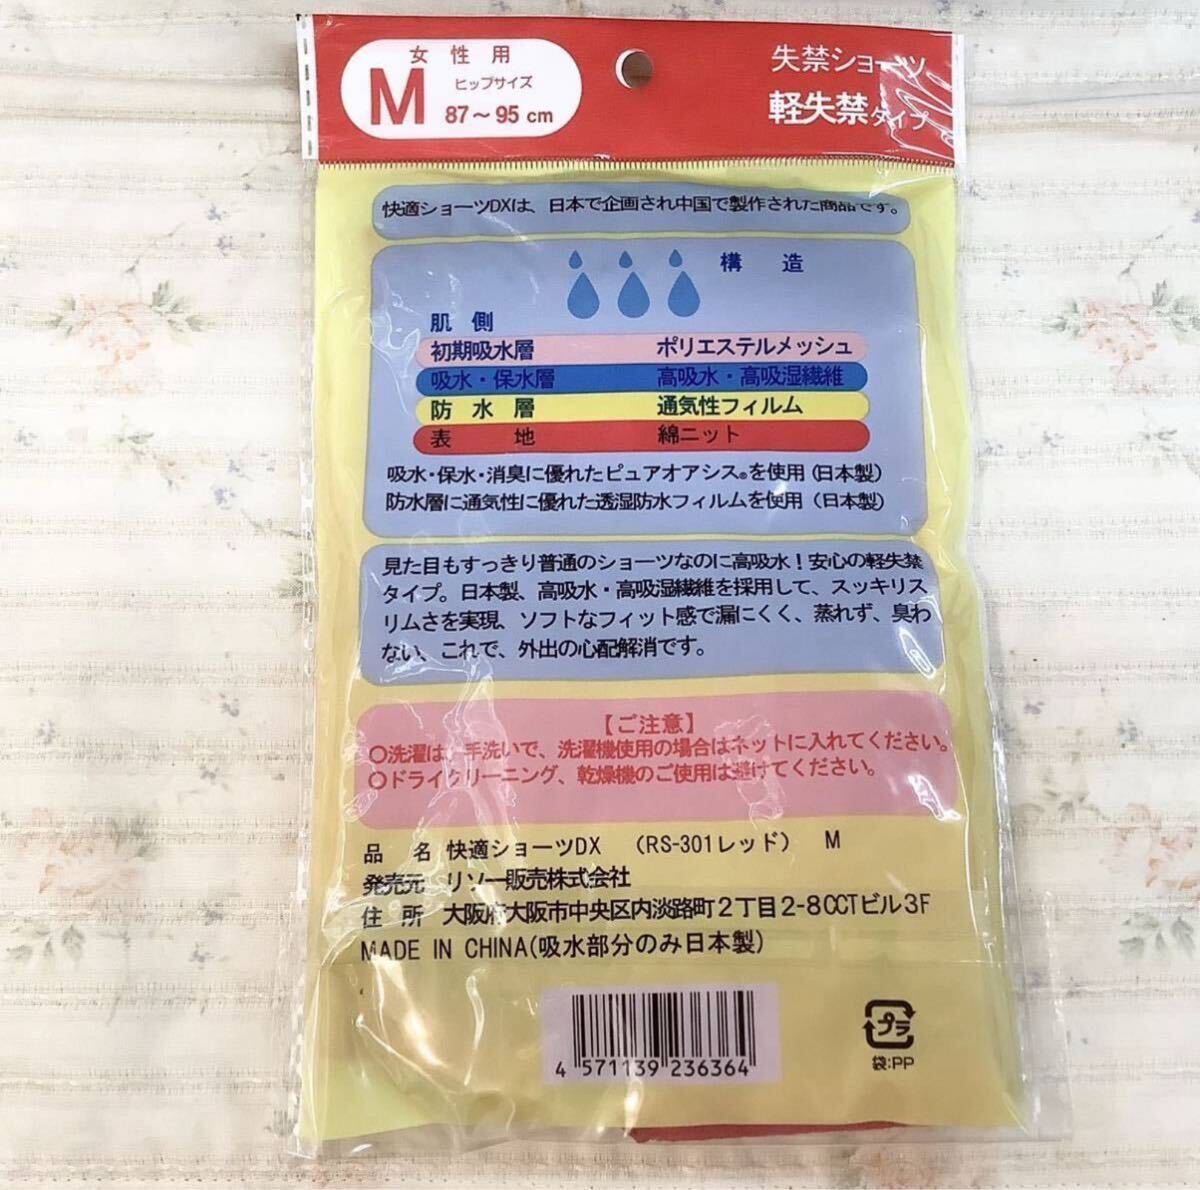 女性用
M
ヒップサイズ
87～95cm
失禁ショーツ
軽失禁タイプ
快適ショーツDXは、日本で企画され中国で製作された商品です。
構造
肌側
初期吸水層 ポリエステルメッシュ
吸水・保水層 高吸水・高吸湿繊維
防水層 通気性フィルム
表地 綿ニット
吸水・保水・消臭に優れたピュアオアシス®を使用(日本製)
防水層に通気性に優れた透湿防水フィルムを使用(日本製)
見た目もすっきり普通のショーツなのに高吸水！安心の軽失禁
タイプ。日本製、高吸水・高吸湿繊維を採用して、スッキリス
リムさを実現、ソフトなフィット感で漏にくく、蒸れず、臭わ
ない、これで、外出の心配解消です。
【ご注意】
〇洗濯は、手洗いで、洗濯機使用の場合はネットに入れてください。
〇ドライクリーニング、乾燥機のご使用は避けてください。
品名 快適ショーツDX （RS-301レッド） M
発売元 リソー販売株式会社
住所 大阪府大阪市中央区内淡路町2丁目2-8CCTビル3F
MADE IN CHINA(吸水部分のみ日本製)
4 571139 236364
プラ
袋:PP